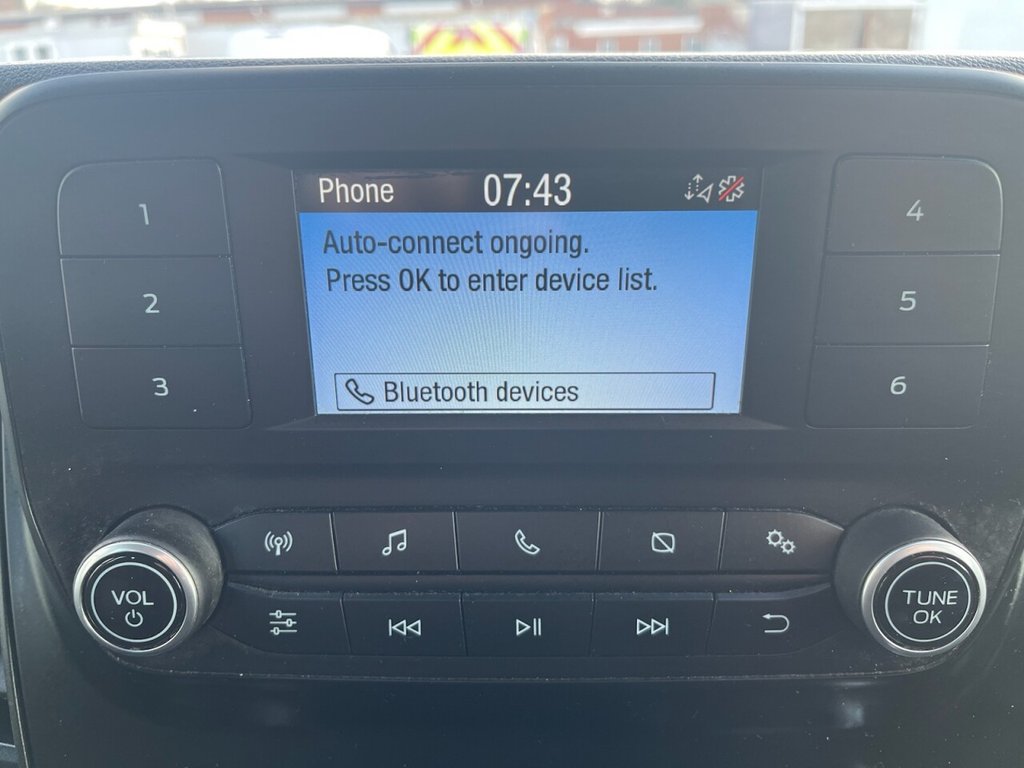 Phone 07:43
Auto-connect ongoing.
Press OK to enter device list.
Bluetooth devices
1
2
3
4
5
6
VOL
TUNE
OK